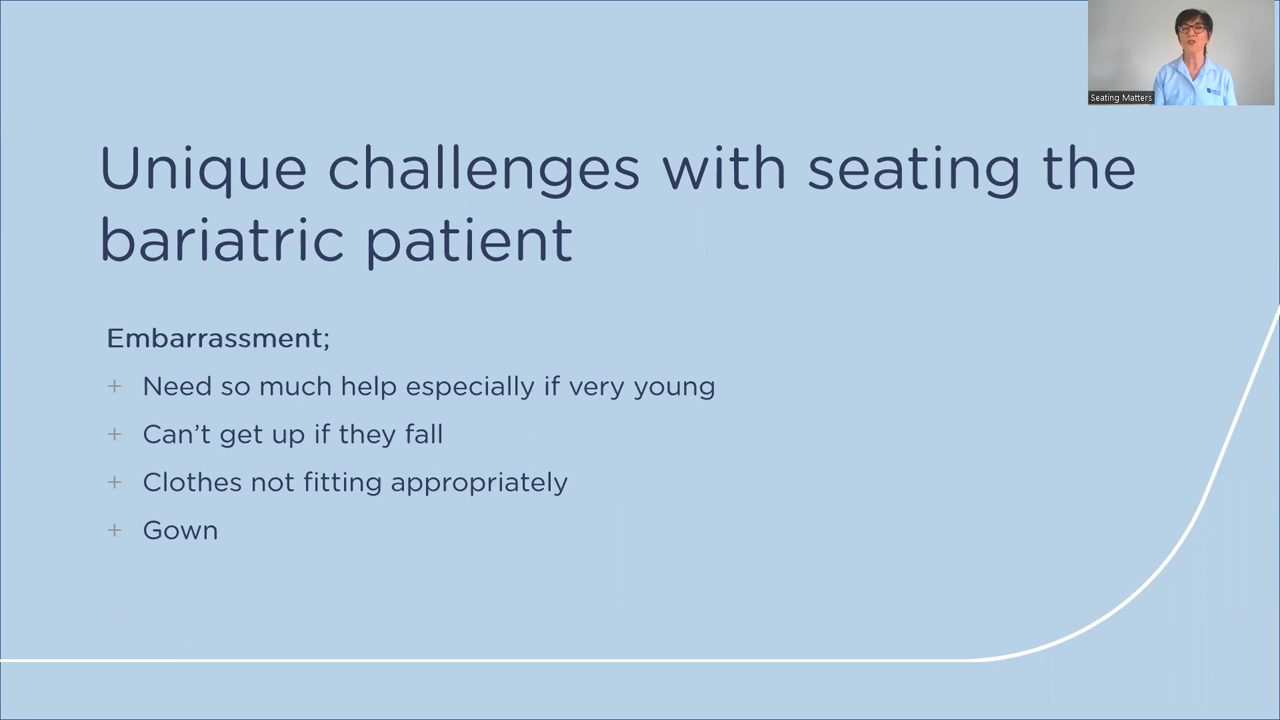 Seating Matters
Unique challenges with seating the
bariatric patient
Embarrassment;
+ Need so much help especially if very young
+ Can’t get up if they fall
+ Clothes not fitting appropriately
+ Gown